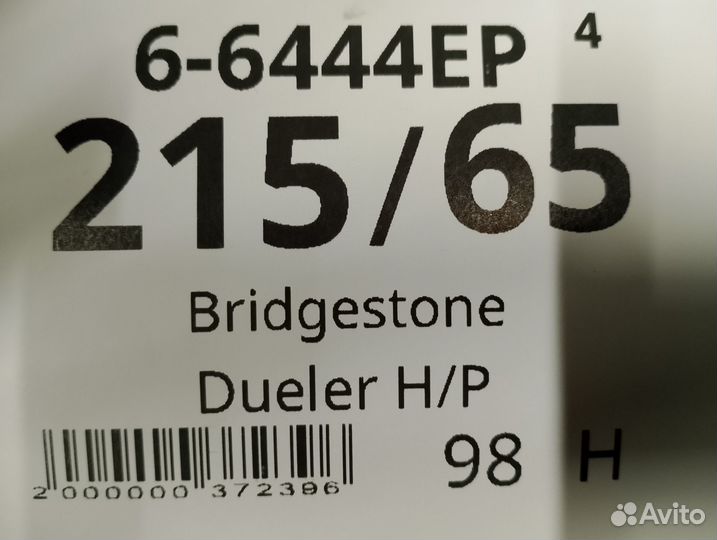 6-6444EP 4
215/65
Bridgestone
Dueler H/P
98 H
2 000000 372396
Avito